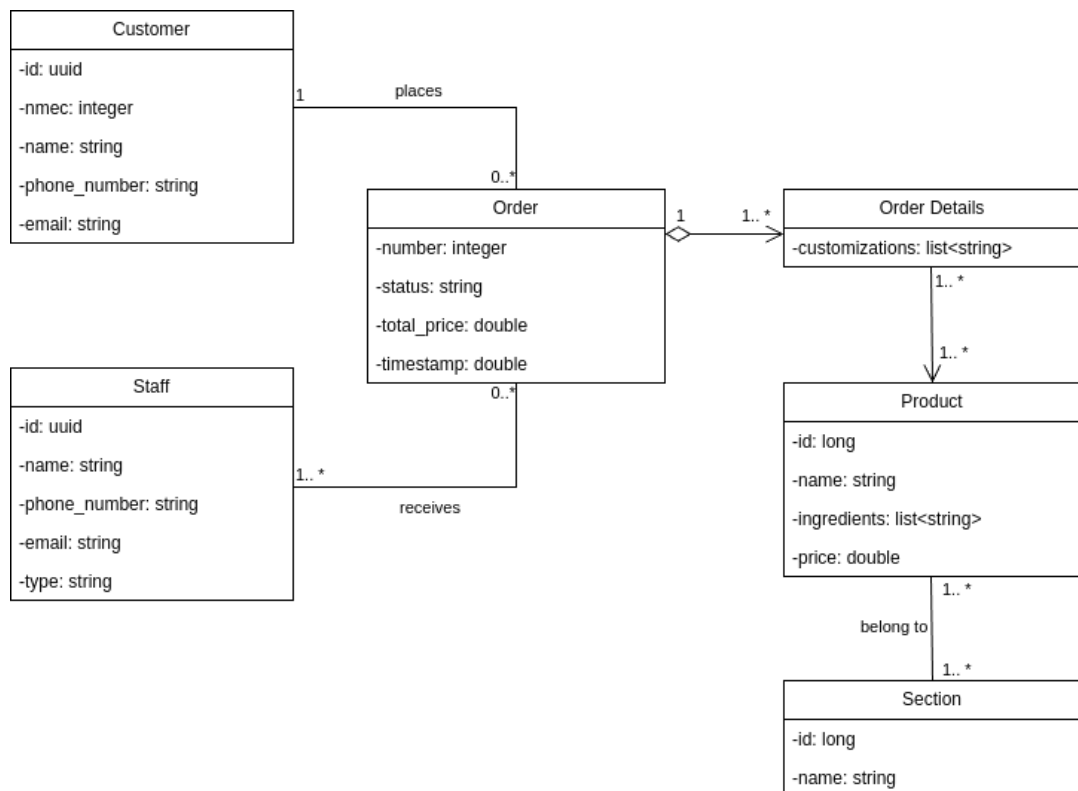 Customer
-id: uuid
-nmec: integer
-name: string
-phone_number: string
-email: string
1
places
0..*
Order
-number: integer
-status: string
-total_price: double
-timestamp: double
1
1.. *
Order Details
-customizations: list<string>
1.. *
1.. *
Staff
-id: uuid
-name: string
-phone_number: string
-email: string
-type: string
0..*
1.. *
receives
Product
-id: long
-name: string
-ingredients: list<string>
-price: double
1.. *
belong to
1.. *
Section
-id: long
-name: string